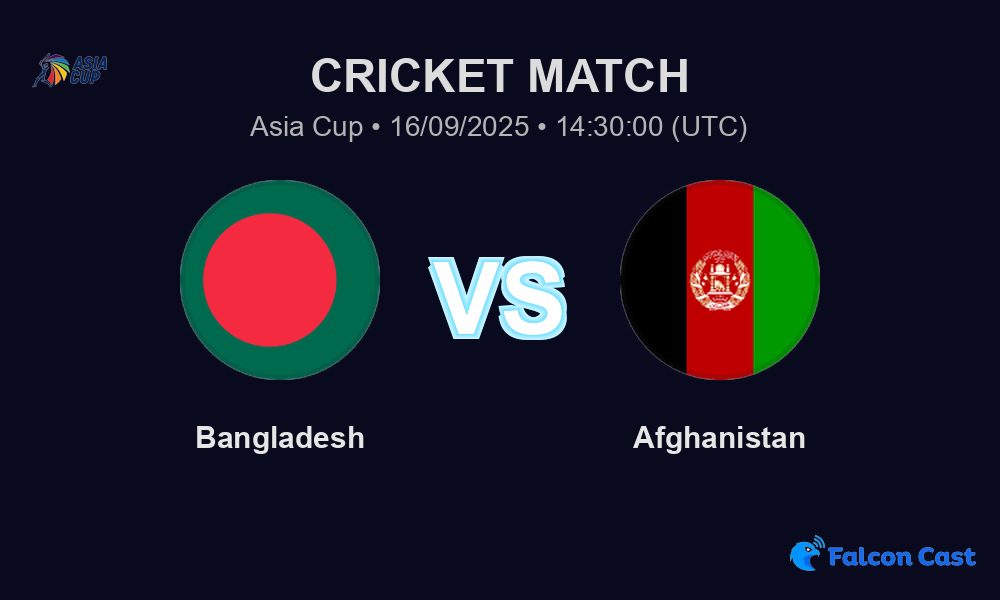 ASIA
CUP
CRICKET MATCH
Asia Cup • 16/09/2025 • 14:30:00 (UTC)
VS
Bangladesh
Afghanistan
Falcon Cast